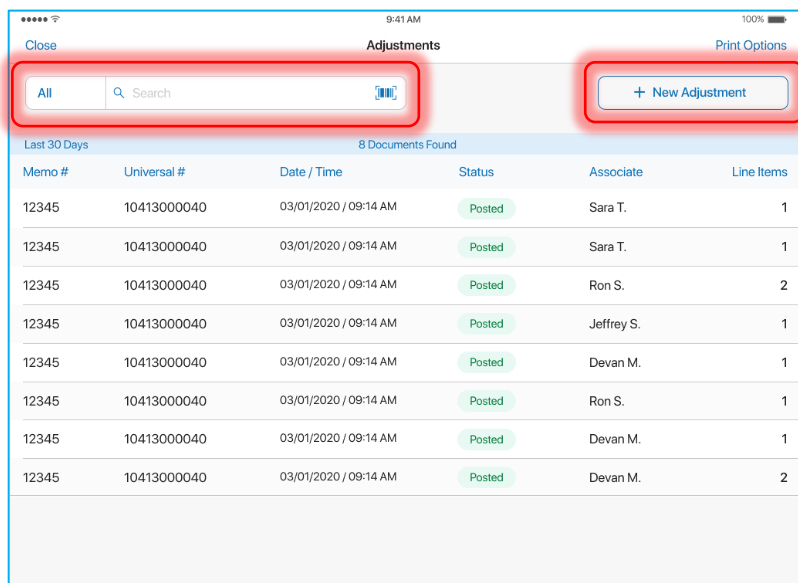 9:41 AM 100%
Close Adjustments Print Options
All Search + New Adjustment
Last 30 Days 8 Documents Found
Memo # Universal # Date / Time Status Associate Line Items
12345 10413000040 03/01/2020 / 09:14 AM Posted Sara T. 1
12345 10413000040 03/01/2020 / 09:14 AM Posted Sara T. 1
12345 10413000040 03/01/2020 / 09:14 AM Posted Ron S. 2
12345 10413000040 03/01/2020 / 09:14 AM Posted Jeffrey S. 1
12345 10413000040 03/01/2020 / 09:14 AM Posted Devan M. 1
12345 10413000040 03/01/2020 / 09:14 AM Posted Ron S. 1
12345 10413000040 03/01/2020 / 09:14 AM Posted Devan M. 1
12345 10413000040 03/01/2020 / 09:14 AM Posted Devan M. 2